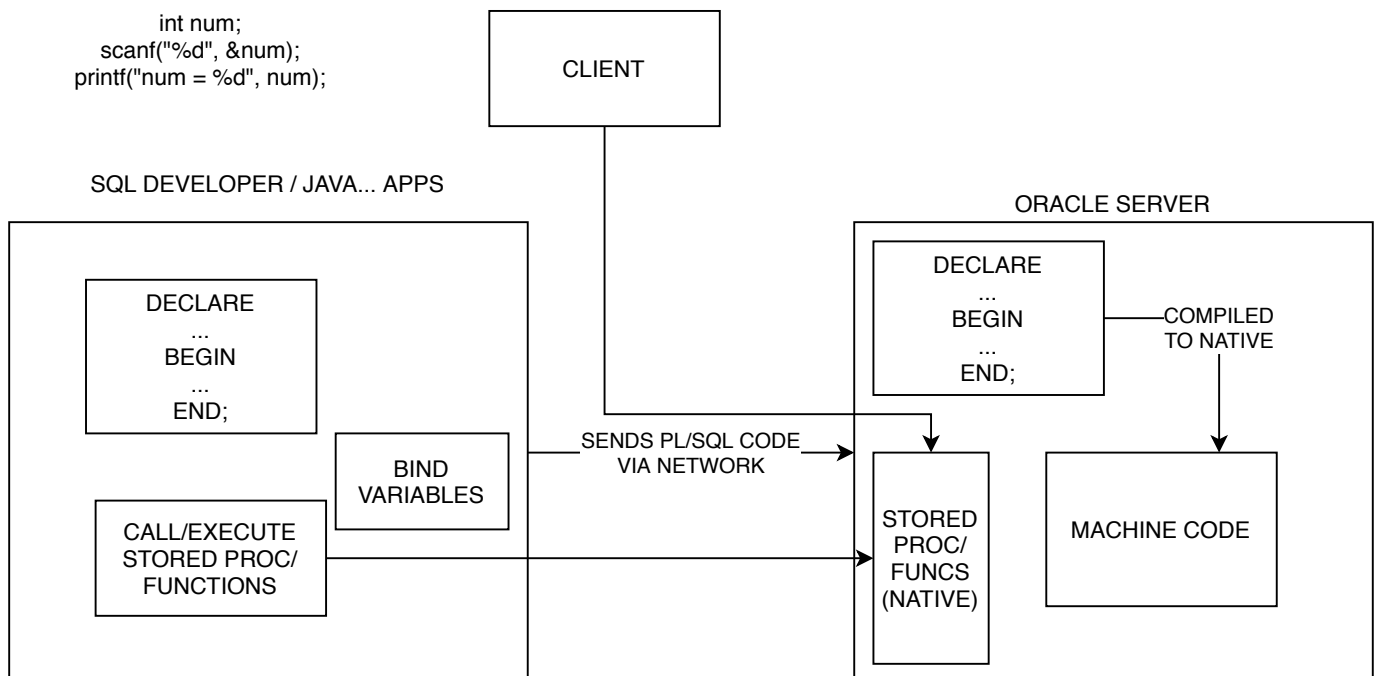 int num;
scanf("%d", &num);
printf("num = %d", num);
CLIENT
SQL DEVELOPER / JAVA... APPS
ORACLE SERVER
DECLARE
...
BEGIN
...
END;
BIND
VARIABLES
CALL/EXECUTE
STORED PROC/
FUNCTIONS
SENDS PL/SQL CODE
VIA NETWORK
DECLARE
...
BEGIN
...
END;
COMPILED
TO NATIVE
STORED
PROC/
FUNCS
(NATIVE)
MACHINE CODE